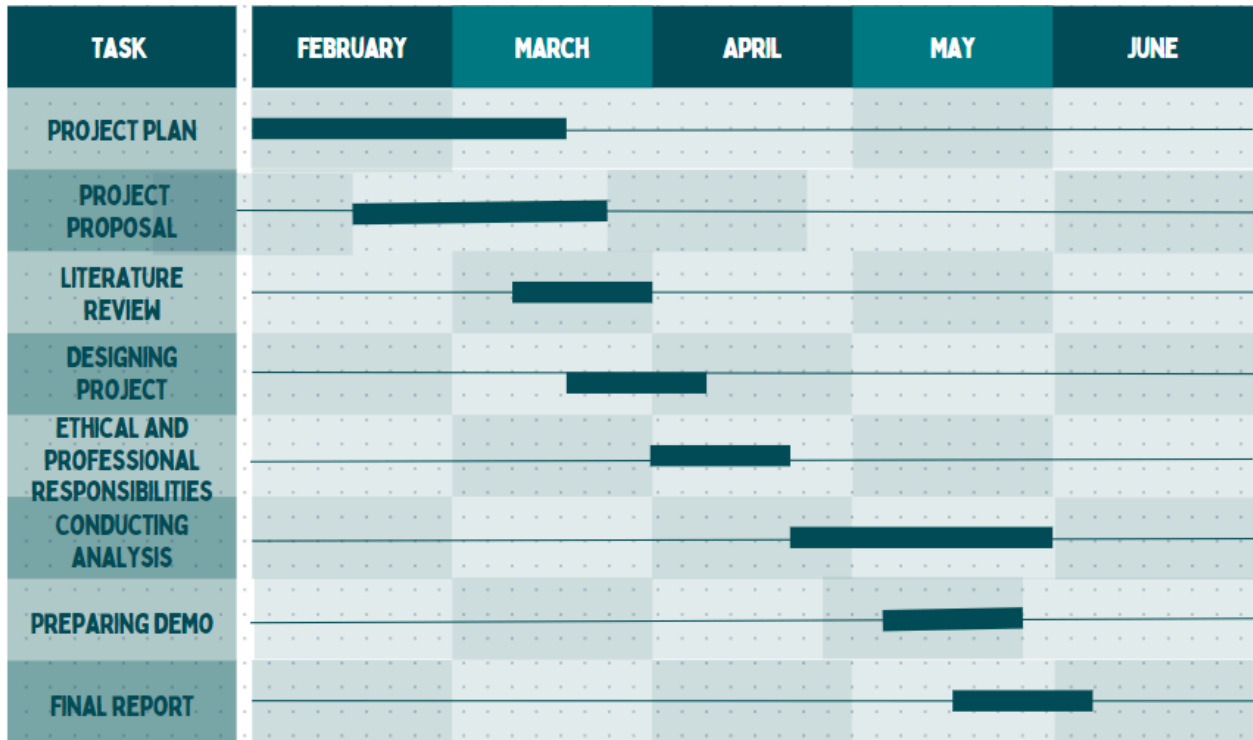 TASK
FEBRUARY
MARCH
APRIL
MAY
JUNE
PROJECT PLAN
PROJECT
PROPOSAL
LITERATURE
REVIEW
DESIGNING
PROJECT
ETHICAL AND
PROFESSIONAL
RESPONSIBILITIES
CONDUCTING
ANALYSIS
PREPARING DEMO
FINAL REPORT